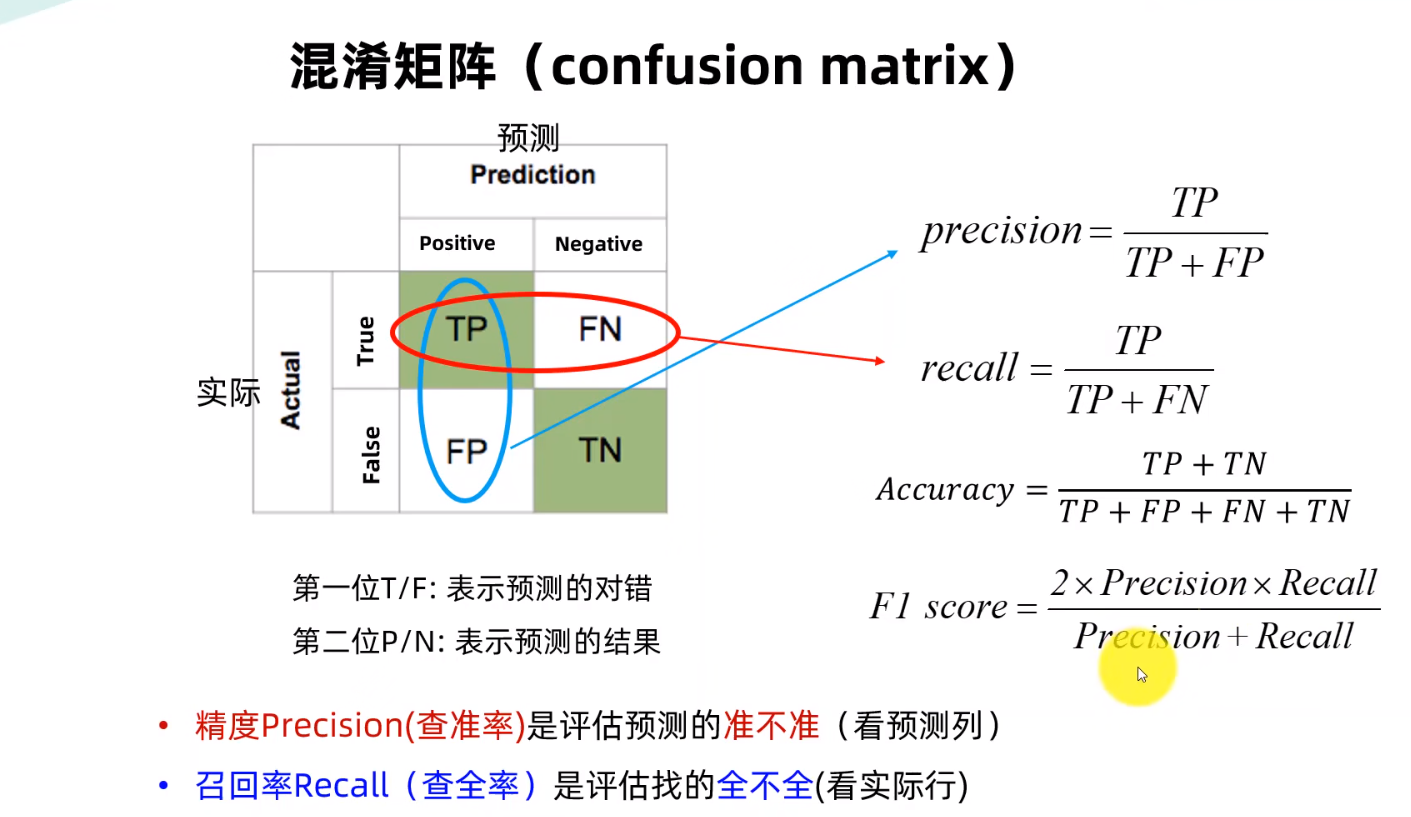 混淆矩阵（confusion matrix）
预测
Prediction
Positive
Negative
实际
Actual
True
TP
FN
False
FP
TN
precision = TP / TP + FP
recall = TP / TP + FN
Accuracy = TP + TN / TP + FP + FN + TN
F1 score = 2 × Precision × Recall / Precision + Recall
第一位T/F: 表示预测的对错
第二位P/N: 表示预测的结果
• 精度Precision(查准率)是评估预测的准不准（看预测列）
• 召回率Recall（查全率）是评估找的全不全(看实际行)